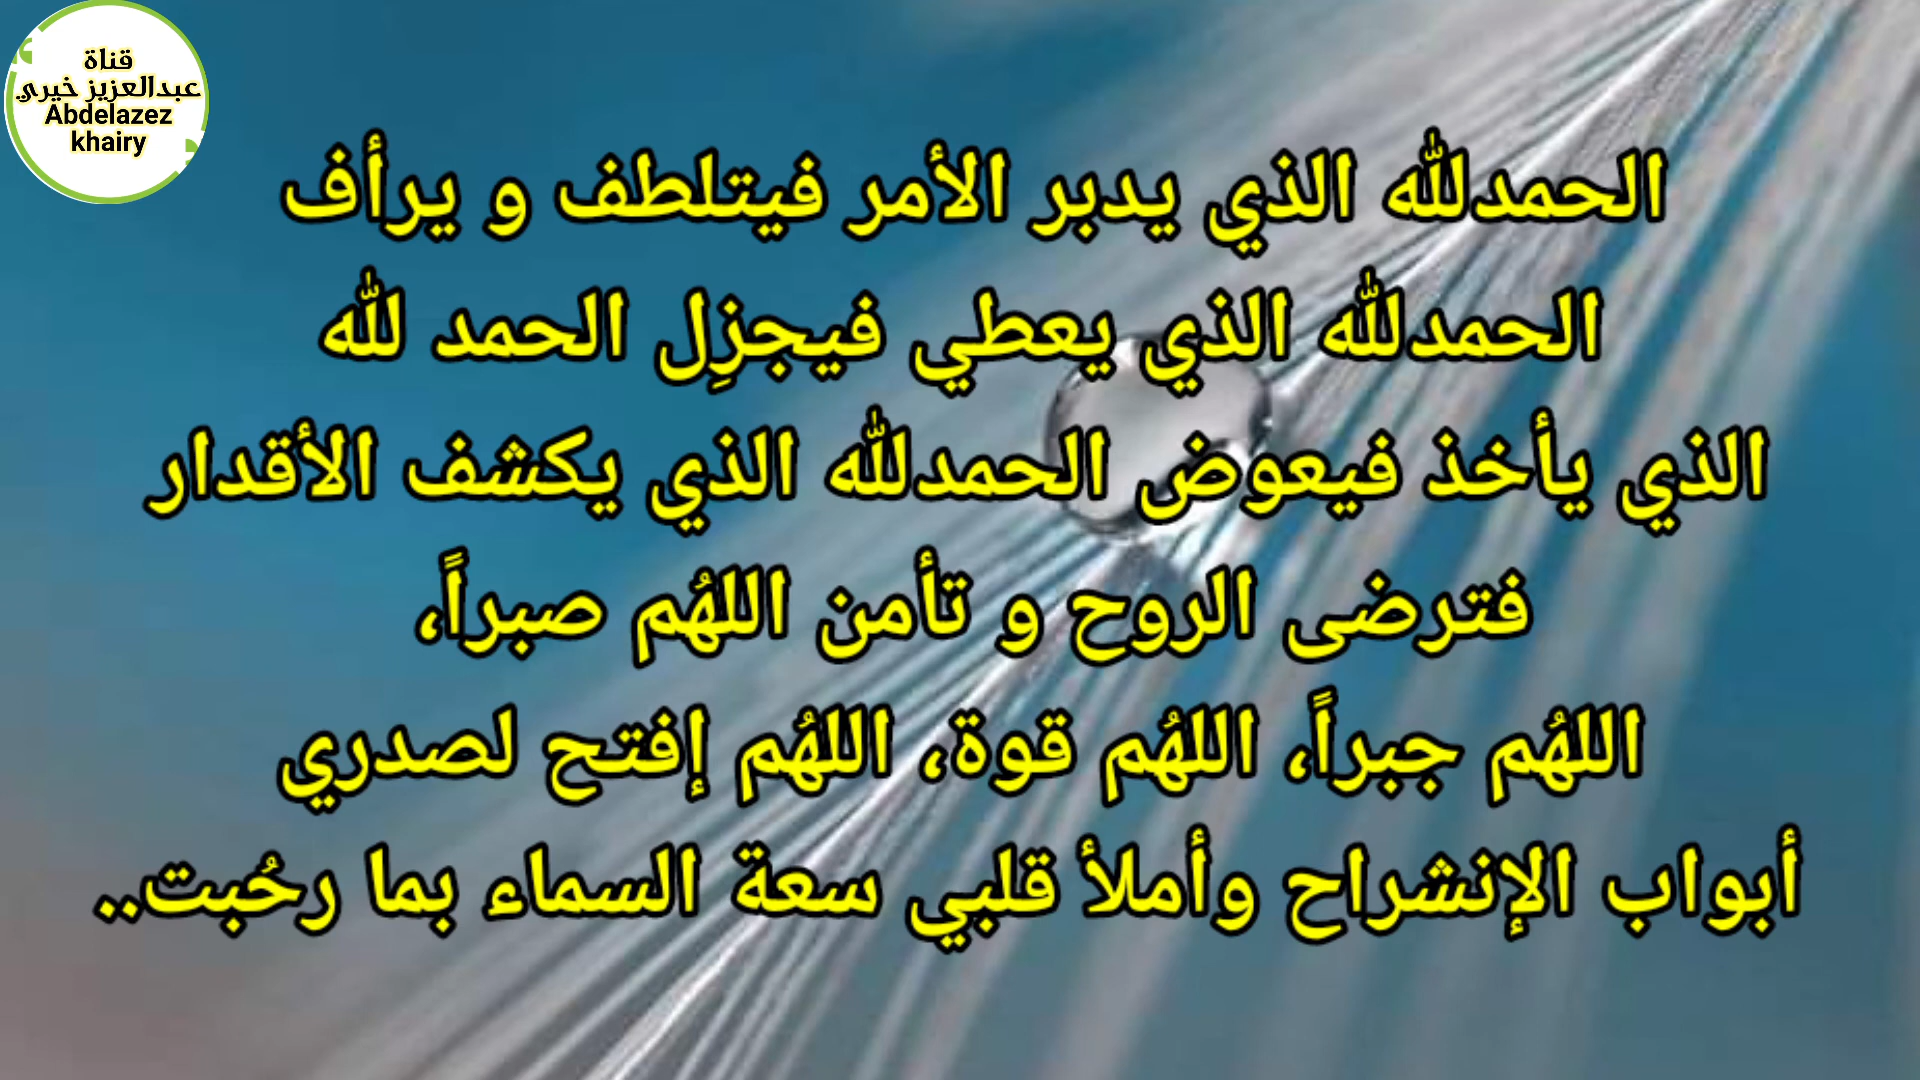 قناة
عبدالعزيز خيري
Abdelazez
khairy
الحمدلله الذي يدبر الأمر فيتلطف و يرأف
الحمدلله الذي يعطي فيجزِل الحمد لله
الذي يأخذ فيعوض الحمدلله الذي يكشف الأقدار
فترضى الروح و تأمن اللهُم صبراً،
اللهُم جبراً، اللهُم قوة، اللهُم إفتح لصدري
أبواب الإنشراح وأملأ قلبي سعة السماء بما رحُبت..